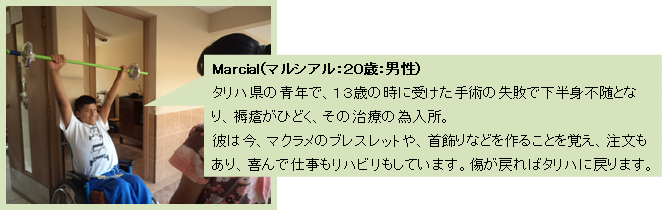 Marcial(マルシアル：20歳：男性)
タリハ県の青年で、１３歳の時に受けた手術の失敗で下半身不随とな
り、褥瘡がひどく、その治療の為入所。
彼は今、マクラメのブレスレットや、首飾りなどを作ることを覚え、注文も
あり、喜んで仕事もリハビリもしています。傷が戻ればタリハに戻ります。